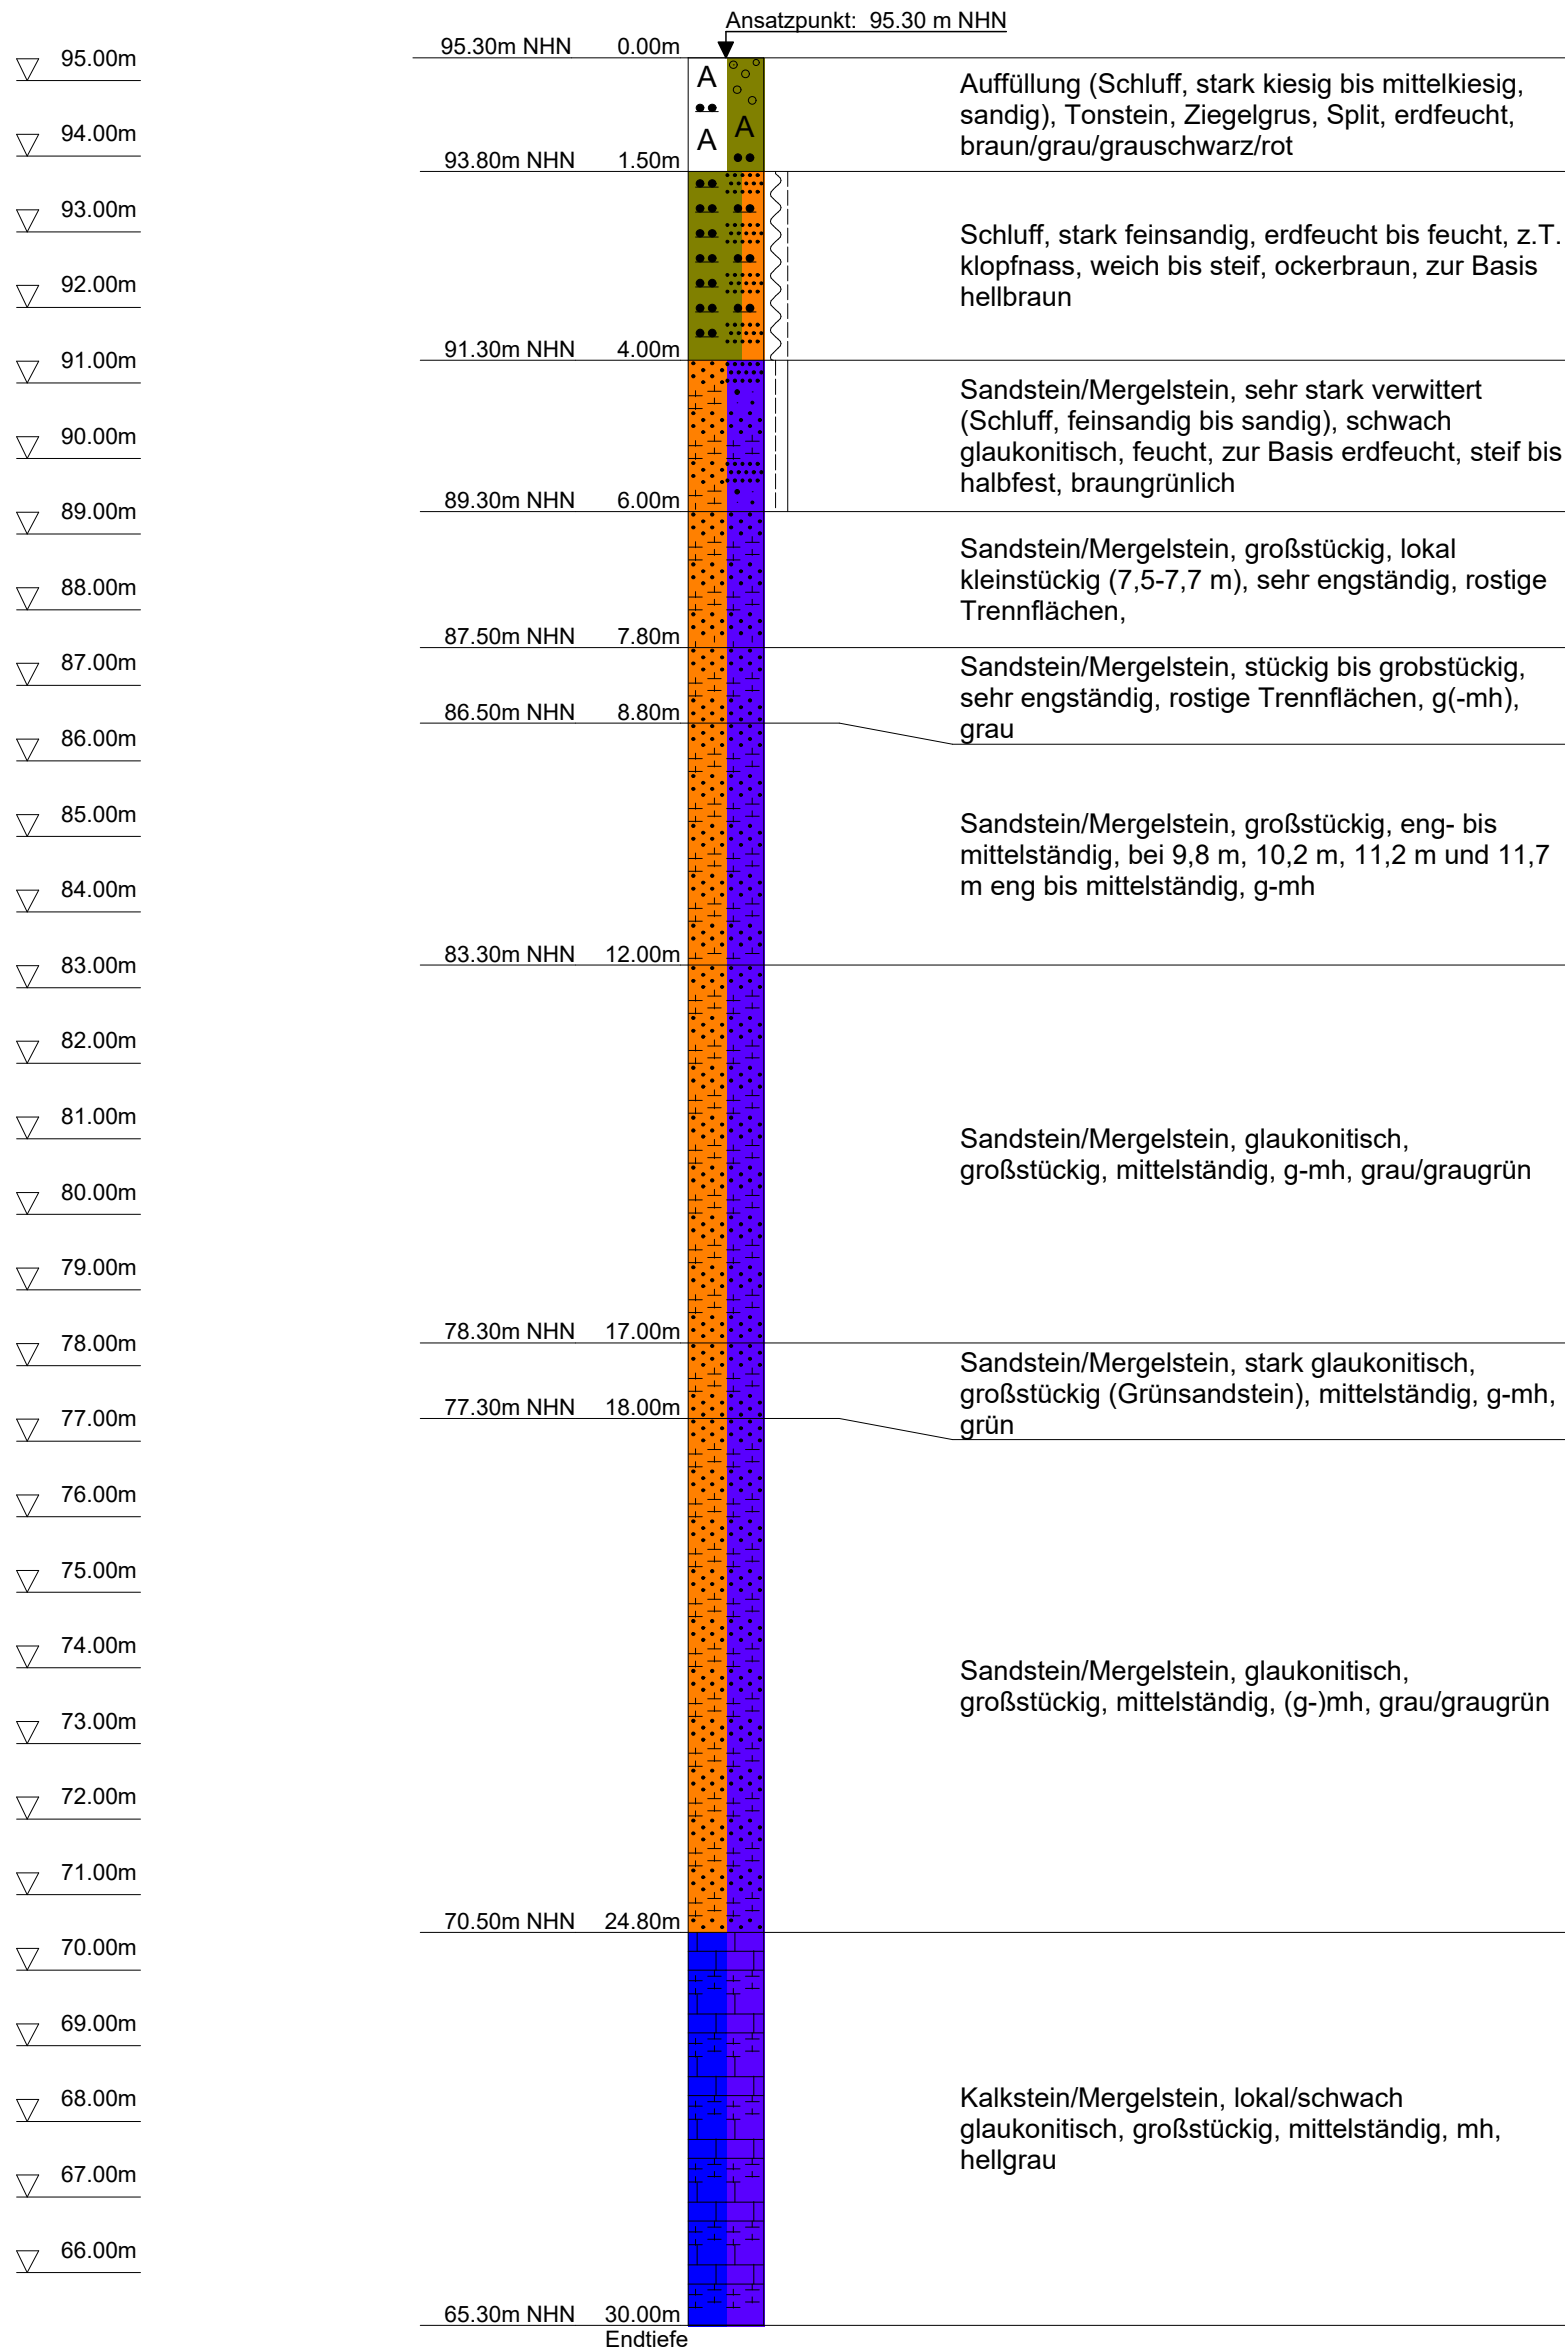 Ansatzpunkt: 95.30 m NHN
95.30m NHN 0.00m
95.00m
A
A
A
Auffüllung (Schluff, stark kiesig bis mittelkiesig,
sandig), Tonstein, Ziegelgrus, Split, erdfeucht,
braun/grau/grauschwarz/rot
94.00m
93.80m NHN 1.50m
93.00m
Schluff, stark feinsandig, erdfeucht bis feucht, z.T.
klopfnass, weich bis steif, ockerbraun, zur Basis
hellbraun
92.00m
91.30m NHN 4.00m
91.00m
Sandstein/Mergelstein, sehr stark verwittert
(Schluff, feinsandig bis sandig), schwach
glaukonitisch, feucht, zur Basis erdfeucht, steif bis
halbfest, braungrünlich
90.00m
89.30m NHN 6.00m
89.00m
Sandstein/Mergelstein, großstückig, lokal
kleinstückig (7,5-7,7 m), sehr engständig, rostige
Trennflächen,
88.00m
87.50m NHN 7.80m
87.00m
Sandstein/Mergelstein, stückig bis grobstückig,
sehr engständig, rostige Trennflächen, g(-mh),
grau
86.50m NHN 8.80m
86.00m
85.00m
Sandstein/Mergelstein, großstückig, eng- bis
mittelständig, bei 9,8 m, 10,2 m, 11,2 m und 11,7
m eng bis mittelständig, g-mh
84.00m
83.30m NHN 12.00m
83.00m
82.00m
81.00m
Sandstein/Mergelstein, glaukonitisch,
großstückig, mittelständig, g-mh, grau/graugrün
80.00m
79.00m
78.30m NHN 17.00m
78.00m
Sandstein/Mergelstein, stark glaukonitisch,
großstückig (Grünsandstein), mittelständig, g-mh,
grün
77.30m NHN 18.00m
77.00m
76.00m
75.00m
74.00m
Sandstein/Mergelstein, glaukonitisch,
großstückig, mittelständig, (g-)mh, grau/graugrün
73.00m
72.00m
71.00m
70.50m NHN 24.80m
70.00m
69.00m
68.00m
Kalkstein/Mergelstein, lokal/schwach
glaukonitisch, großstückig, mittelständig, mh,
hellgrau
67.00m
66.00m
65.30m NHN 30.00m
Endtiefe